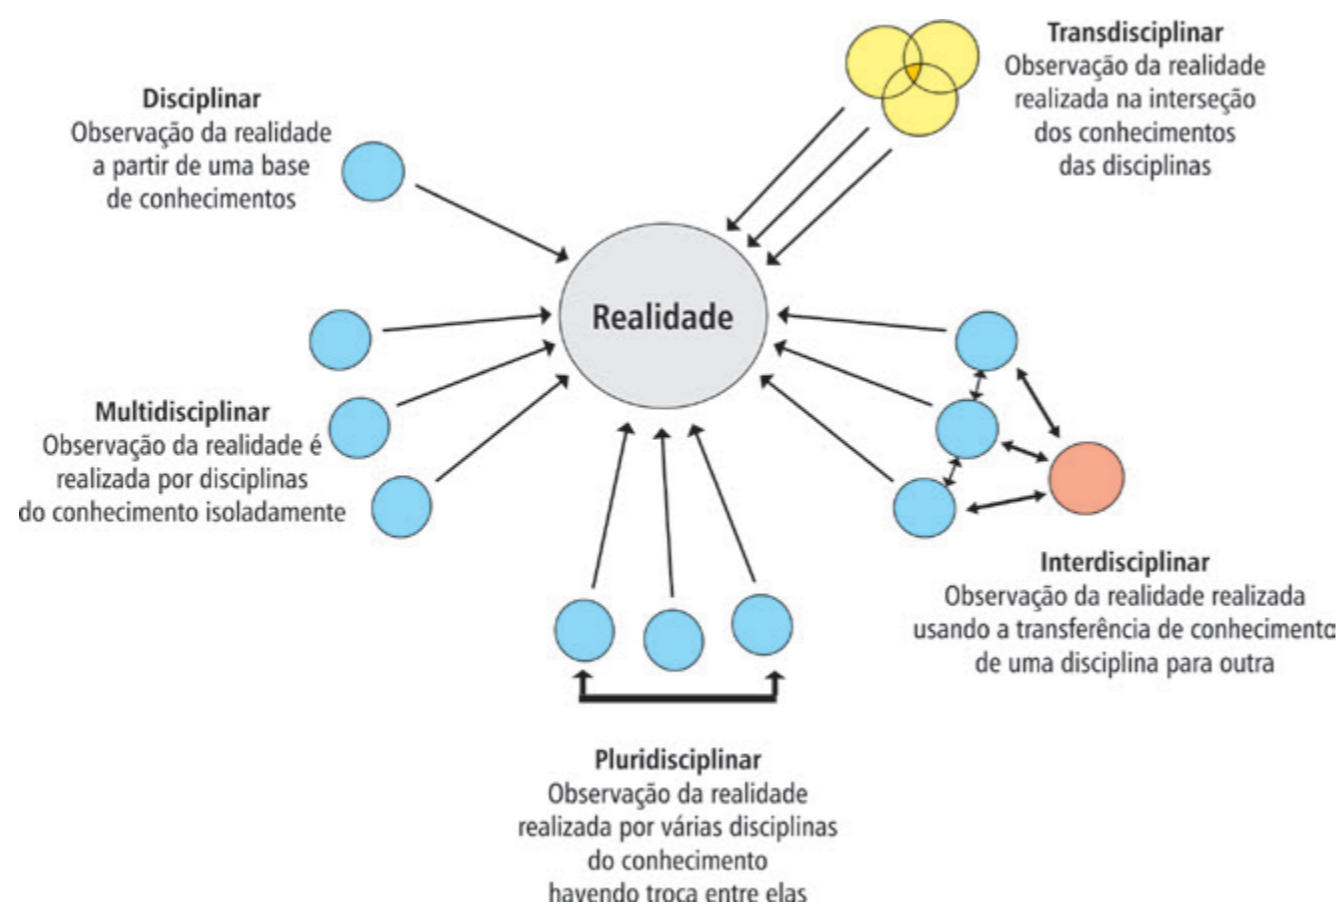 Disciplinar
Observação da realidade
a partir de uma base
de conhecimentos
Transdisciplinar
Observação da realidade
realizada na interseção
dos conhecimentos
das disciplinas
Realidade
Multidisciplinar
Observação da realidade é
realizada por disciplinas
do conhecimento isoladamente
Interdisciplinar
Observação da realidade realizada
usando a transferência de conhecimento
de uma disciplina para outra
Pluridisciplinar
Observação da realidade
realizada por várias disciplinas
do conhecimento
havendo troca entre elas